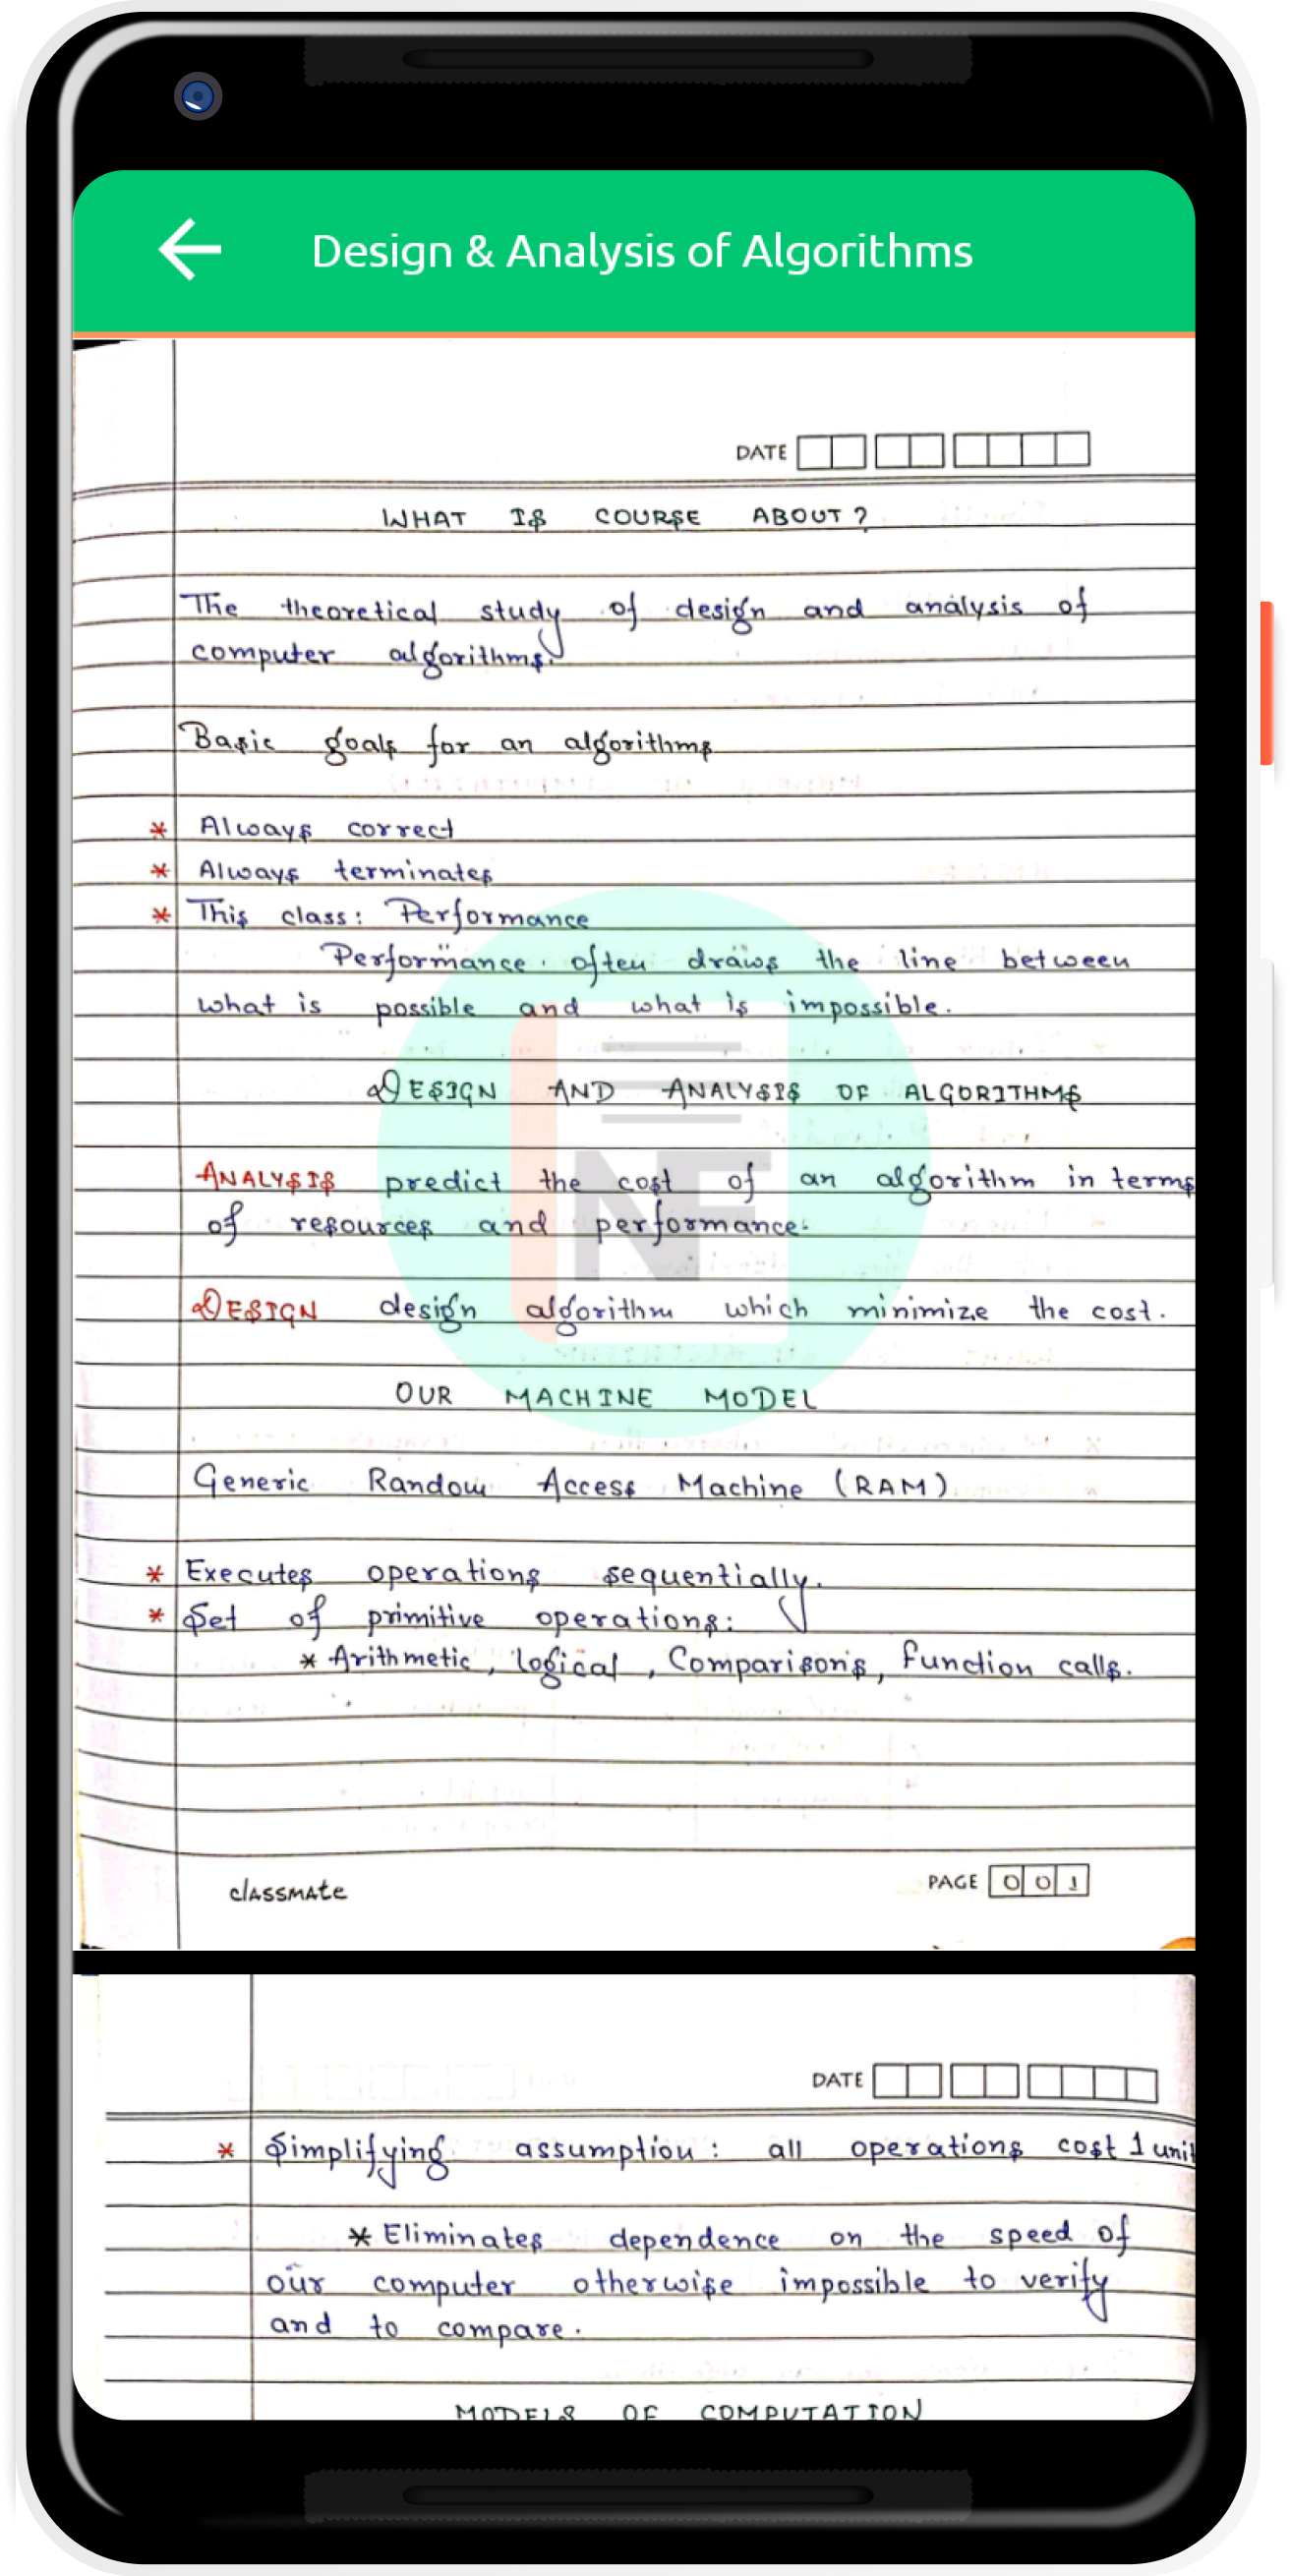 Design & Analysis of Algorithms
DATE
WHAT IS COURSE ABOUT?
The theoretical study of design and analysis of
computer algorithms.
Basic goals for an algorithms
* Always correct
* Always terminates
* This class: Performance
Performance often draws the line between
what is possible and what is impossible.
DESIGN AND ANALYSIS OF ALGORITHMS
ANALYSIS predict the cost of an algorithm in terms
of resources and performance.
DESIGN design algorithm which minimize the cost.
OUR MACHINE MODEL
Generic Random Access Machine (RAM)
* Executes operations sequentially.
* Set of primitive operations:
* Arithmetic, logical, Comparisons, function calls.
classmate
PAGE 001
NF
DATE
* Simplifying assumption: all operations cost 1 unit
* Eliminates dependence on the speed of
our computer otherwise impossible to verify
and to compare.
MODELS OF COMPUTATION